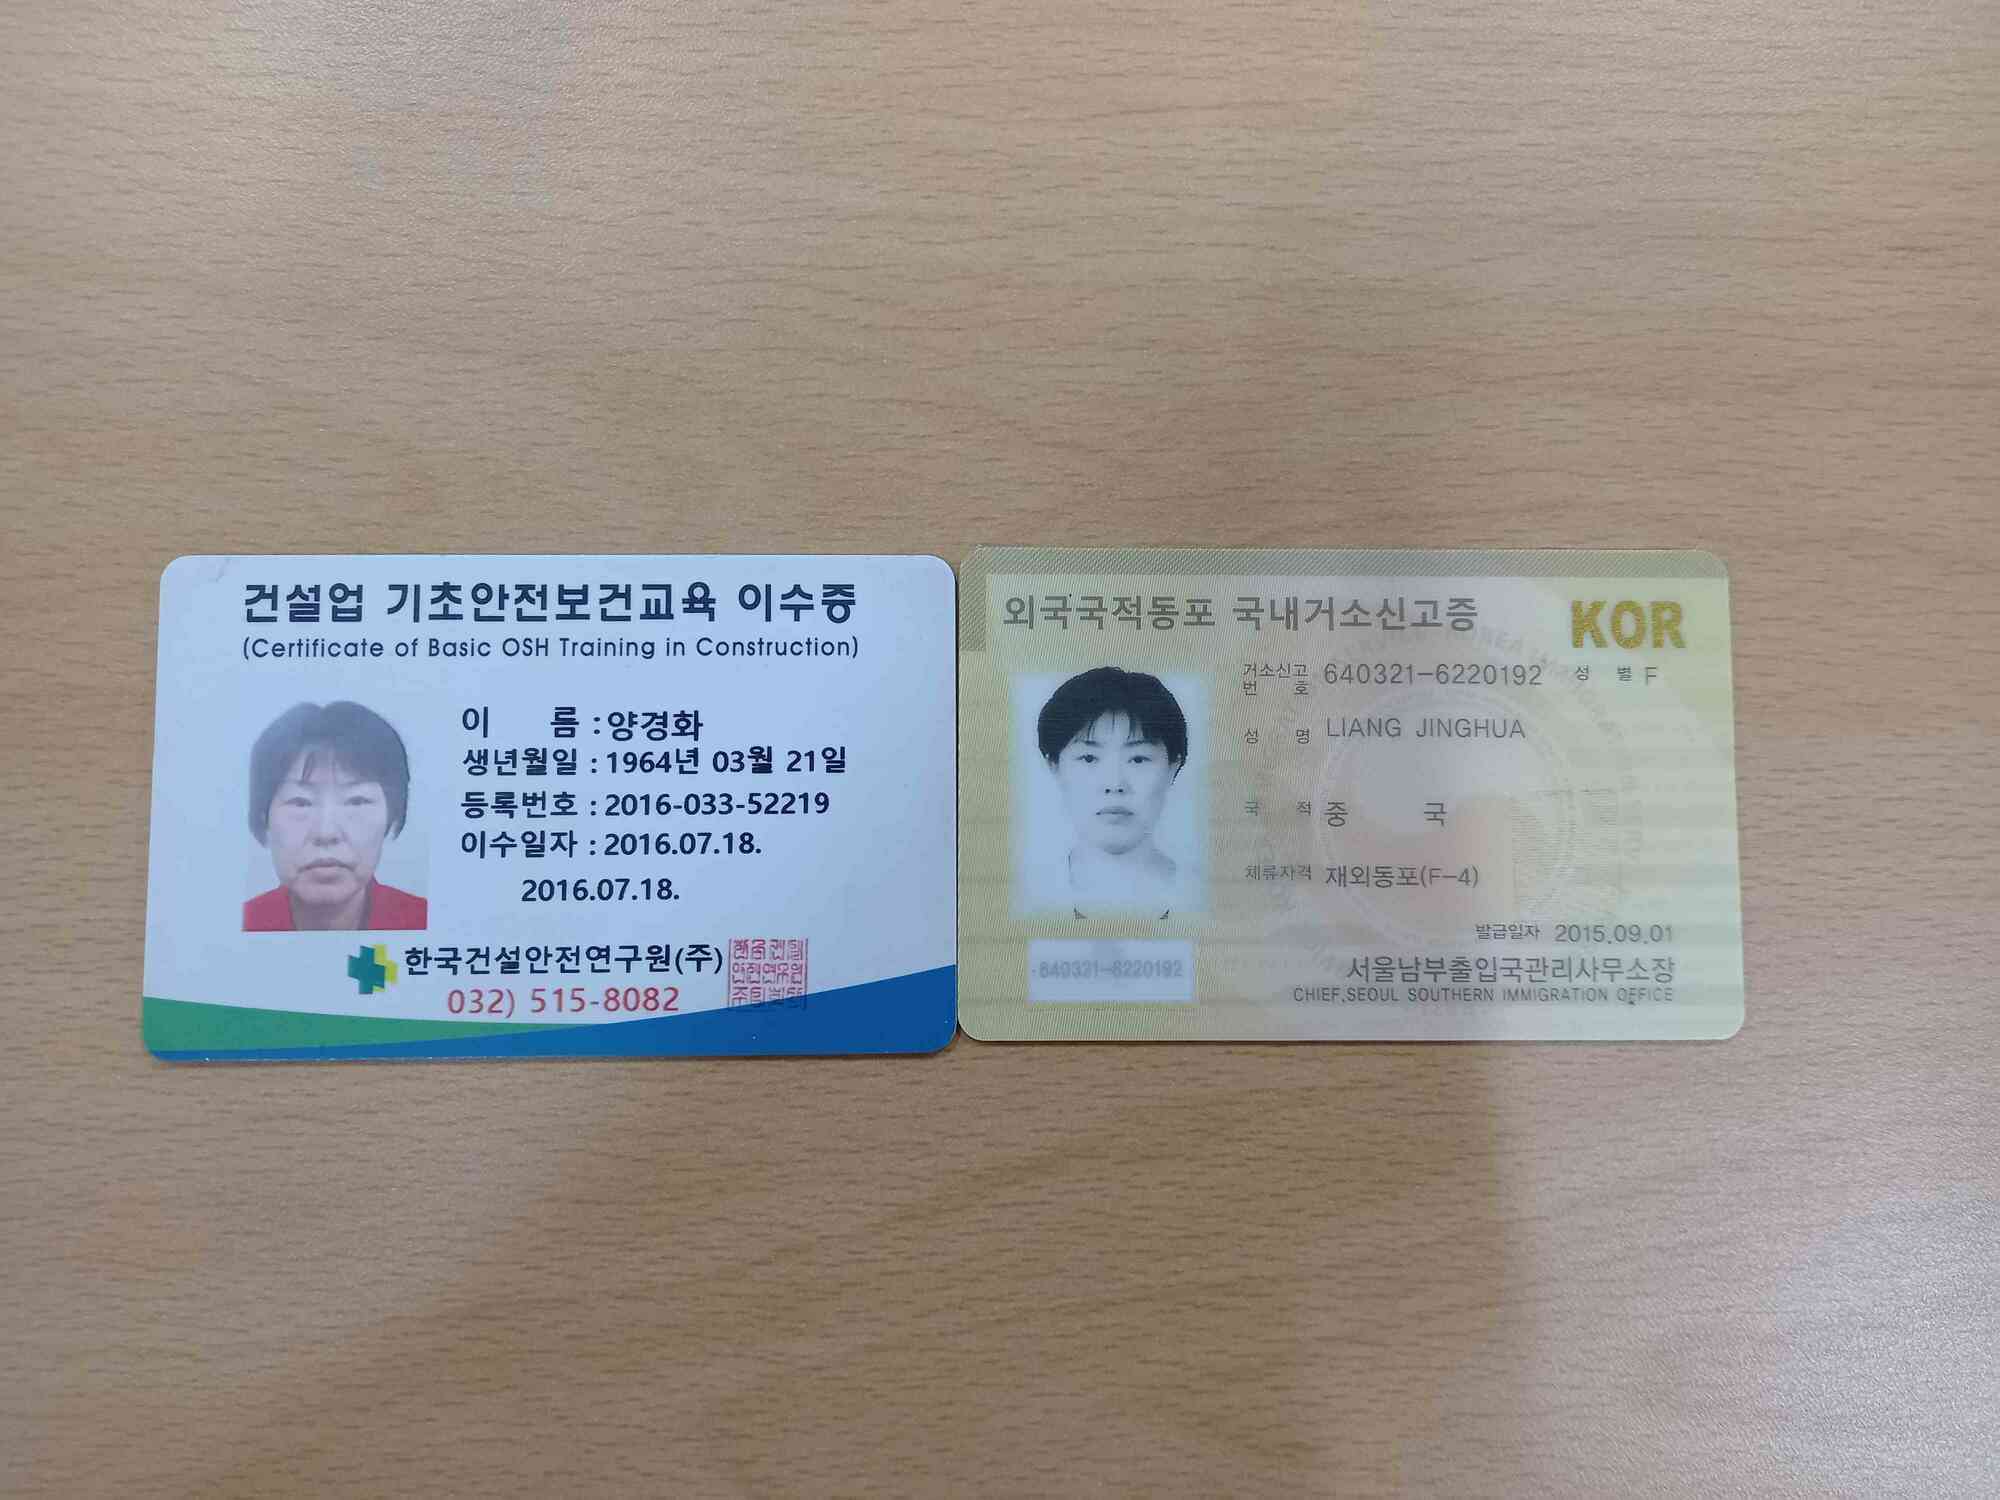 건설업 기초안전보건교육 이수증
(Certificate of Basic OSH Training in Construction)
이 름 : 양경화
생년월일 : 1964년 03월 21일
등록번호 : 2016-033-52219
이수일자 : 2016.07.18.
2016.07.18.
한국건설안전연구원(주)
032) 515-8082
외국국적동포 국내거소신고증
KOR
거소신고번호 640321-6220192 성 별 F
성 명 LIANG JINGHUA
국 적 중 국
체류자격 재외동포(F-4)
발급일자 2015.09.01
640321-6220192
서울남부출입국관리사무소장
CHIEF,SEOUL SOUTHERN IMMIGRATION OFFICE